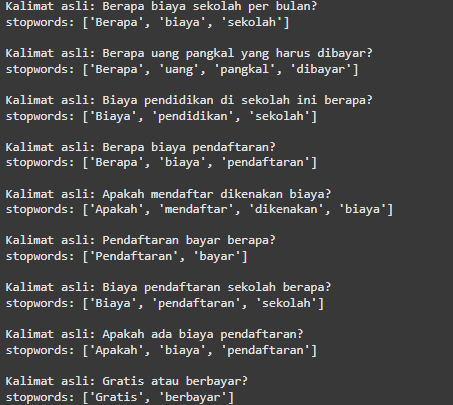 Kalimat asli: Berapa biaya sekolah per bulan?
stopwords: ['Berapa', 'biaya', 'sekolah']
Kalimat asli: Berapa uang pangkal yang harus dibayar?
stopwords: ['Berapa', 'uang', 'pangkal', 'dibayar']
Kalimat asli: Biaya pendidikan di sekolah ini berapa?
stopwords: ['Biaya', 'pendidikan', 'sekolah']
Kalimat asli: Berapa biaya pendaftaran?
stopwords: ['Berapa', 'biaya', 'pendaftaran']
Kalimat asli: Apakah mendaftar dikenakan biaya?
stopwords: ['Apakah', 'mendaftar', 'dikenakan', 'biaya']
Kalimat asli: Pendaftaran bayar berapa?
stopwords: ['Pendaftaran', 'bayar']
Kalimat asli: Biaya pendaftaran sekolah berapa?
stopwords: ['Biaya', 'pendaftaran', 'sekolah']
Kalimat asli: Apakah ada biaya pendaftaran?
stopwords: ['Apakah', 'biaya', 'pendaftaran']
Kalimat asli: Gratis atau berbayar?
stopwords: ['Gratis', 'berbayar']